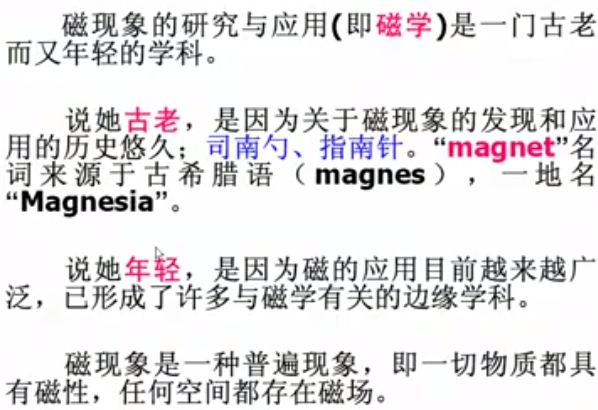 磁现象的研究与应用(即磁学)是一门古老
而又年轻的学科。
说她古老，是因为关于磁现象的发现和应
用的历史悠久；司南勺、指南针。“magnet”名
词来源于古希腊语（magnes），一地名
“Magnesia”。
说她年轻，是因为磁的应用目前越来越广
泛，已形成了许多与磁学有关的边缘学科。
磁现象是一种普遍现象，即一切物质都具
有磁性，任何空间都存在磁场。